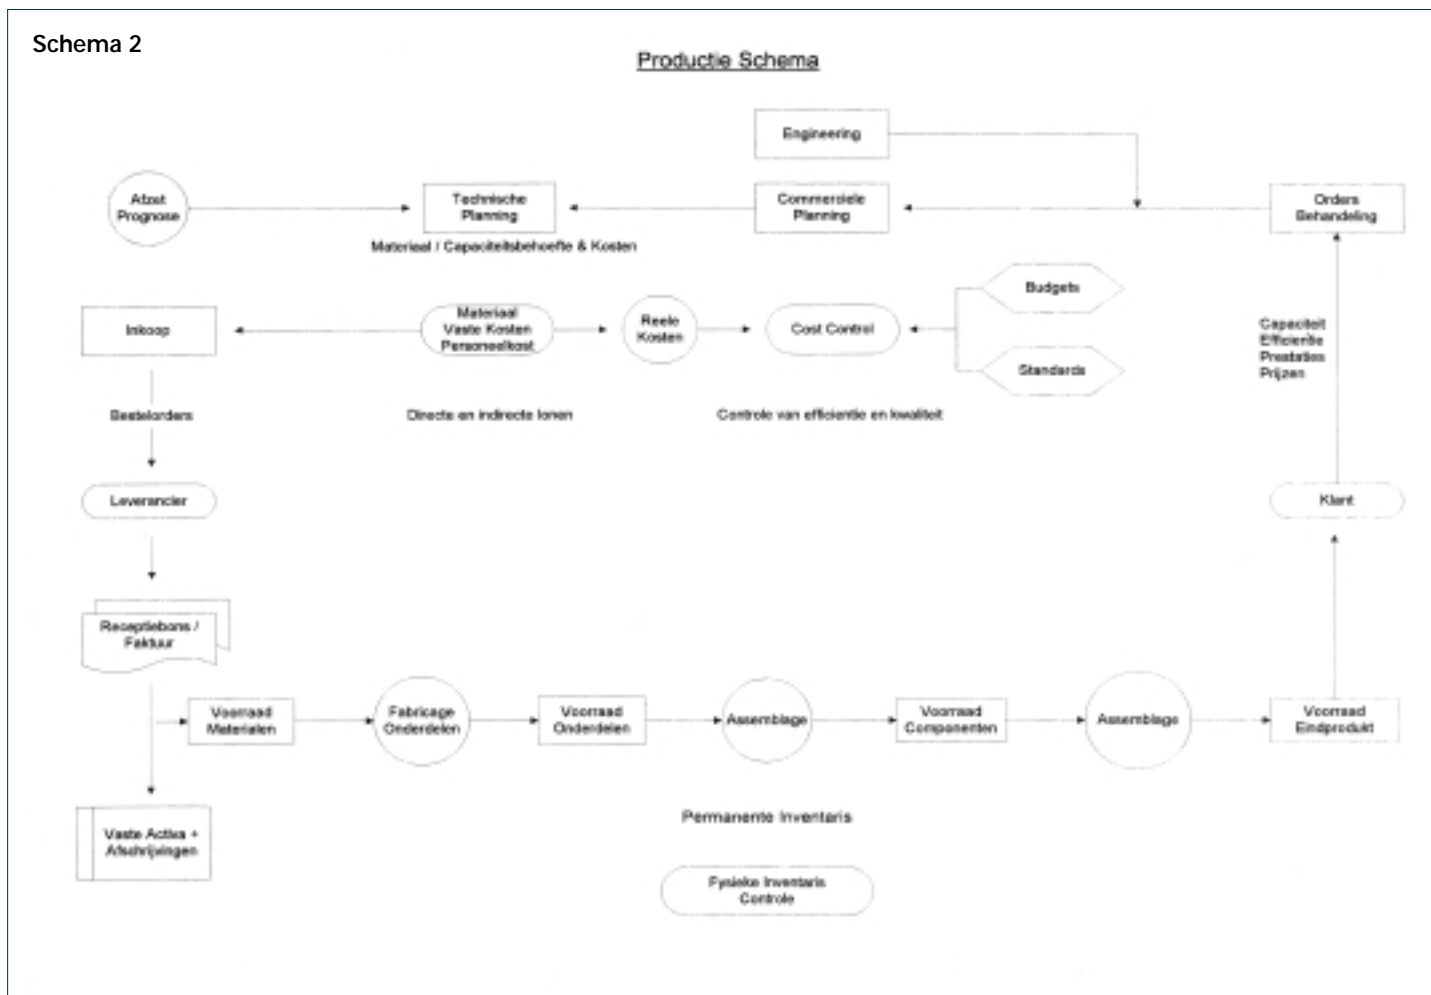 Schema 2
Productie Schema
Engineering
Afzet
Prognose
Technische
Planning
Commerciele
Planning
Orders
Behandeling
Materiaal / Capaciteitsbehoefte & Kosten
Inkoop
Materiaal
Vaste Kosten
Personeelkost
Reele
Kosten
Cost Control
Budgets
Standards
Capaciteit
Efficientie
Prestaties
Prijzen
Bestelorders
Directe en indirecte lonen
Controle van efficientie en kwaliteit
Leverancier
Klant
Receptiebons /
Faktuur
Voorraad
Materialen
Fabricage
Onderdelen
Voorraad
Onderdelen
Assemblage
Voorraad
Componenten
Assemblage
Voorraad
Eindprodukt
Permanente Inventaris
Vaste Activa +
Afschrijvingen
Fysieke Inventaris
Controle